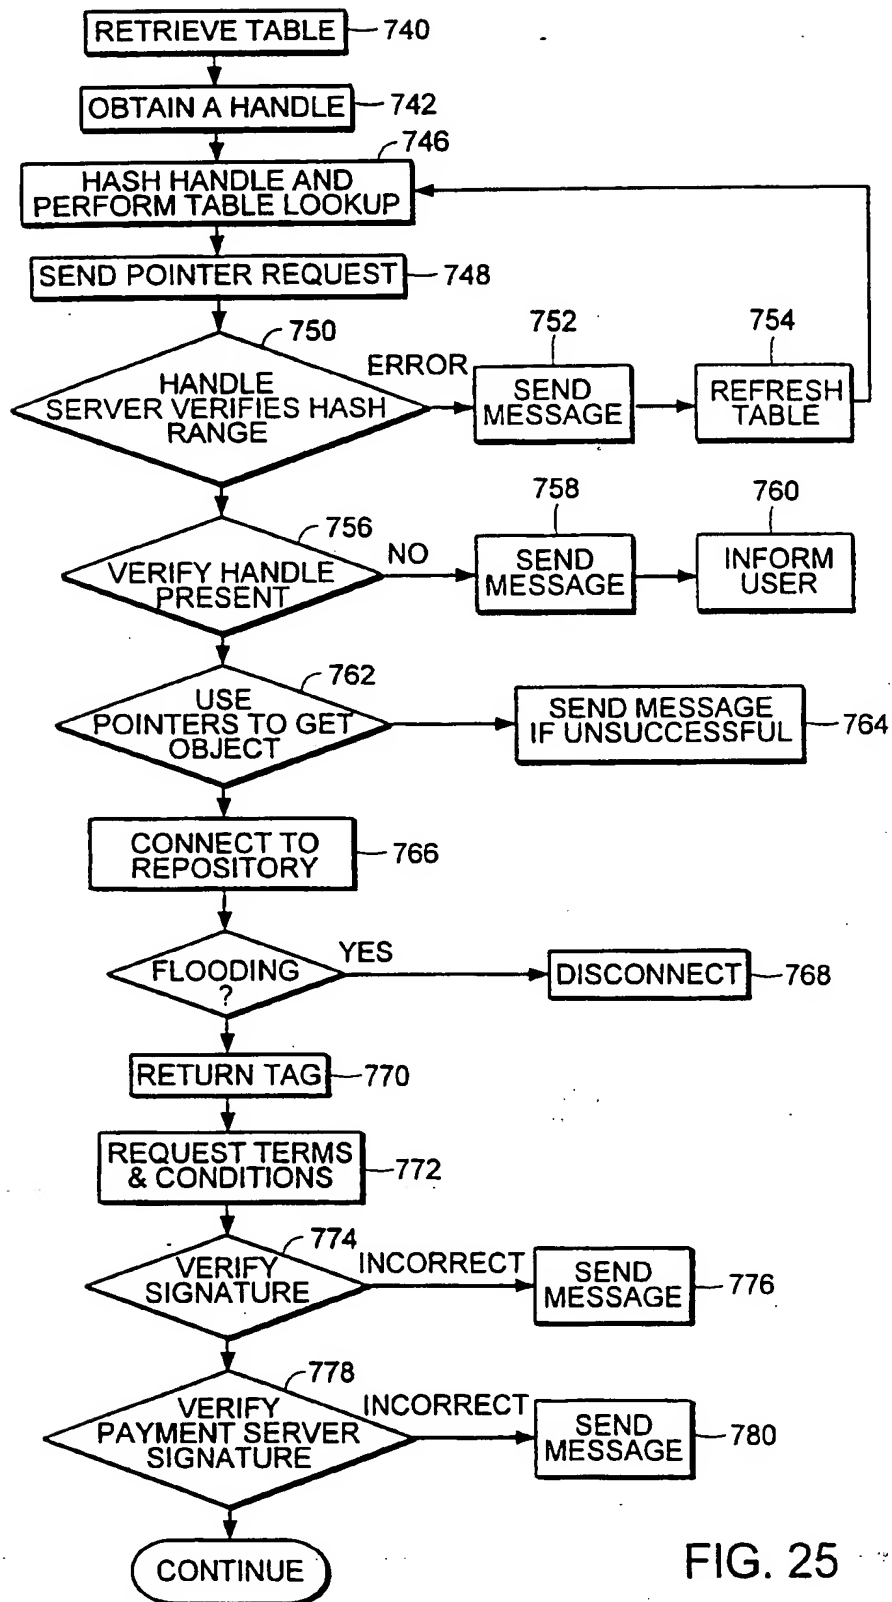 RETRIEVE TABLE 740
OBTAIN A HANDLE 742
746
HASH HANDLE AND
PERFORM TABLE LOOKUP
SEND POINTER REQUEST 748
750
HANDLE
SERVER VERIFIES HASH
RANGE
ERROR
752
SEND
MESSAGE
754
REFRESH
TABLE
756
VERIFY HANDLE
PRESENT
NO
758
SEND
MESSAGE
760
INFORM
USER
762
USE
POINTERS TO GET
OBJECT
SEND MESSAGE
IF UNSUCCESSFUL
764
CONNECT TO
REPOSITORY
766
FLOODING
?
YES
DISCONNECT 768
RETURN TAG 770
REQUEST TERMS
& CONDITIONS
772
774
VERIFY
SIGNATURE
INCORRECT
SEND
MESSAGE
776
778
VERIFY
PAYMENT SERVER
SIGNATURE
INCORRECT
SEND
MESSAGE
780
CONTINUE
FIG. 25